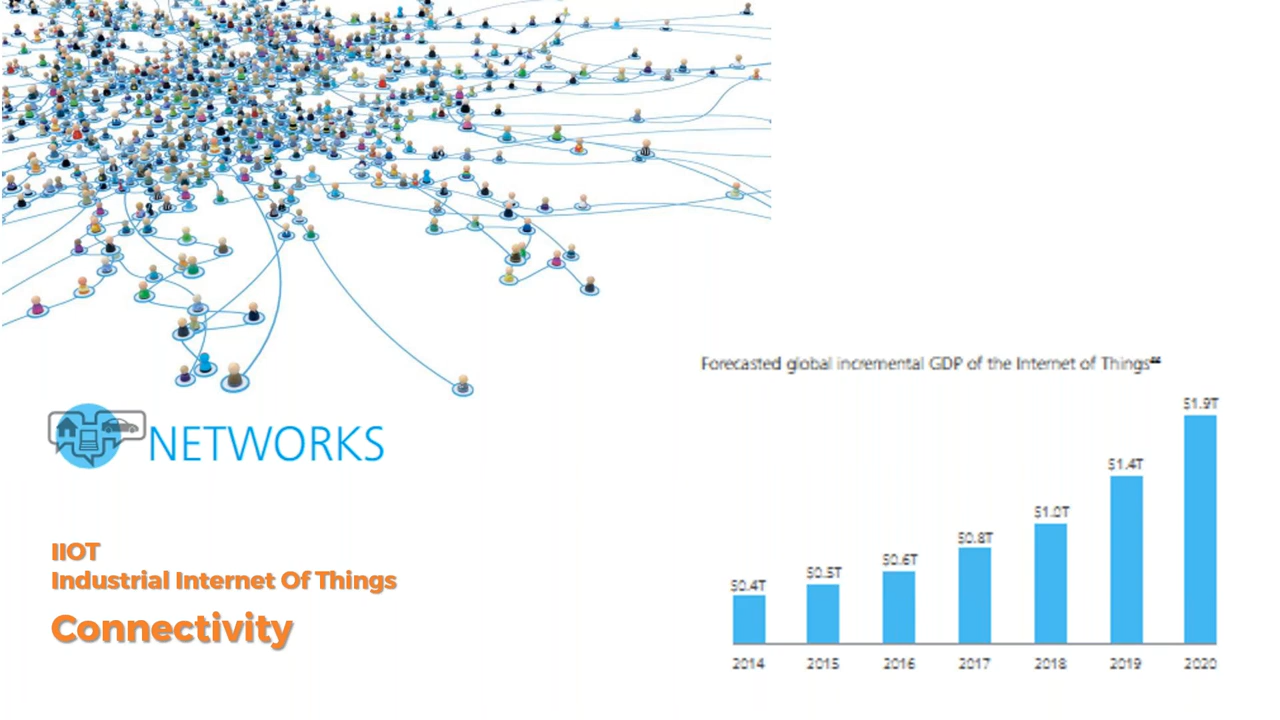 NETWORKS
IIOT
Industrial Internet Of Things
Connectivity
Forecasted global incremental GDP of the Internet of Things
$0.4T
$0.5T
$0.6T
$0.8T
$1.0T
$1.4T
$1.9T
2014 2015 2016 2017 2018 2019 2020